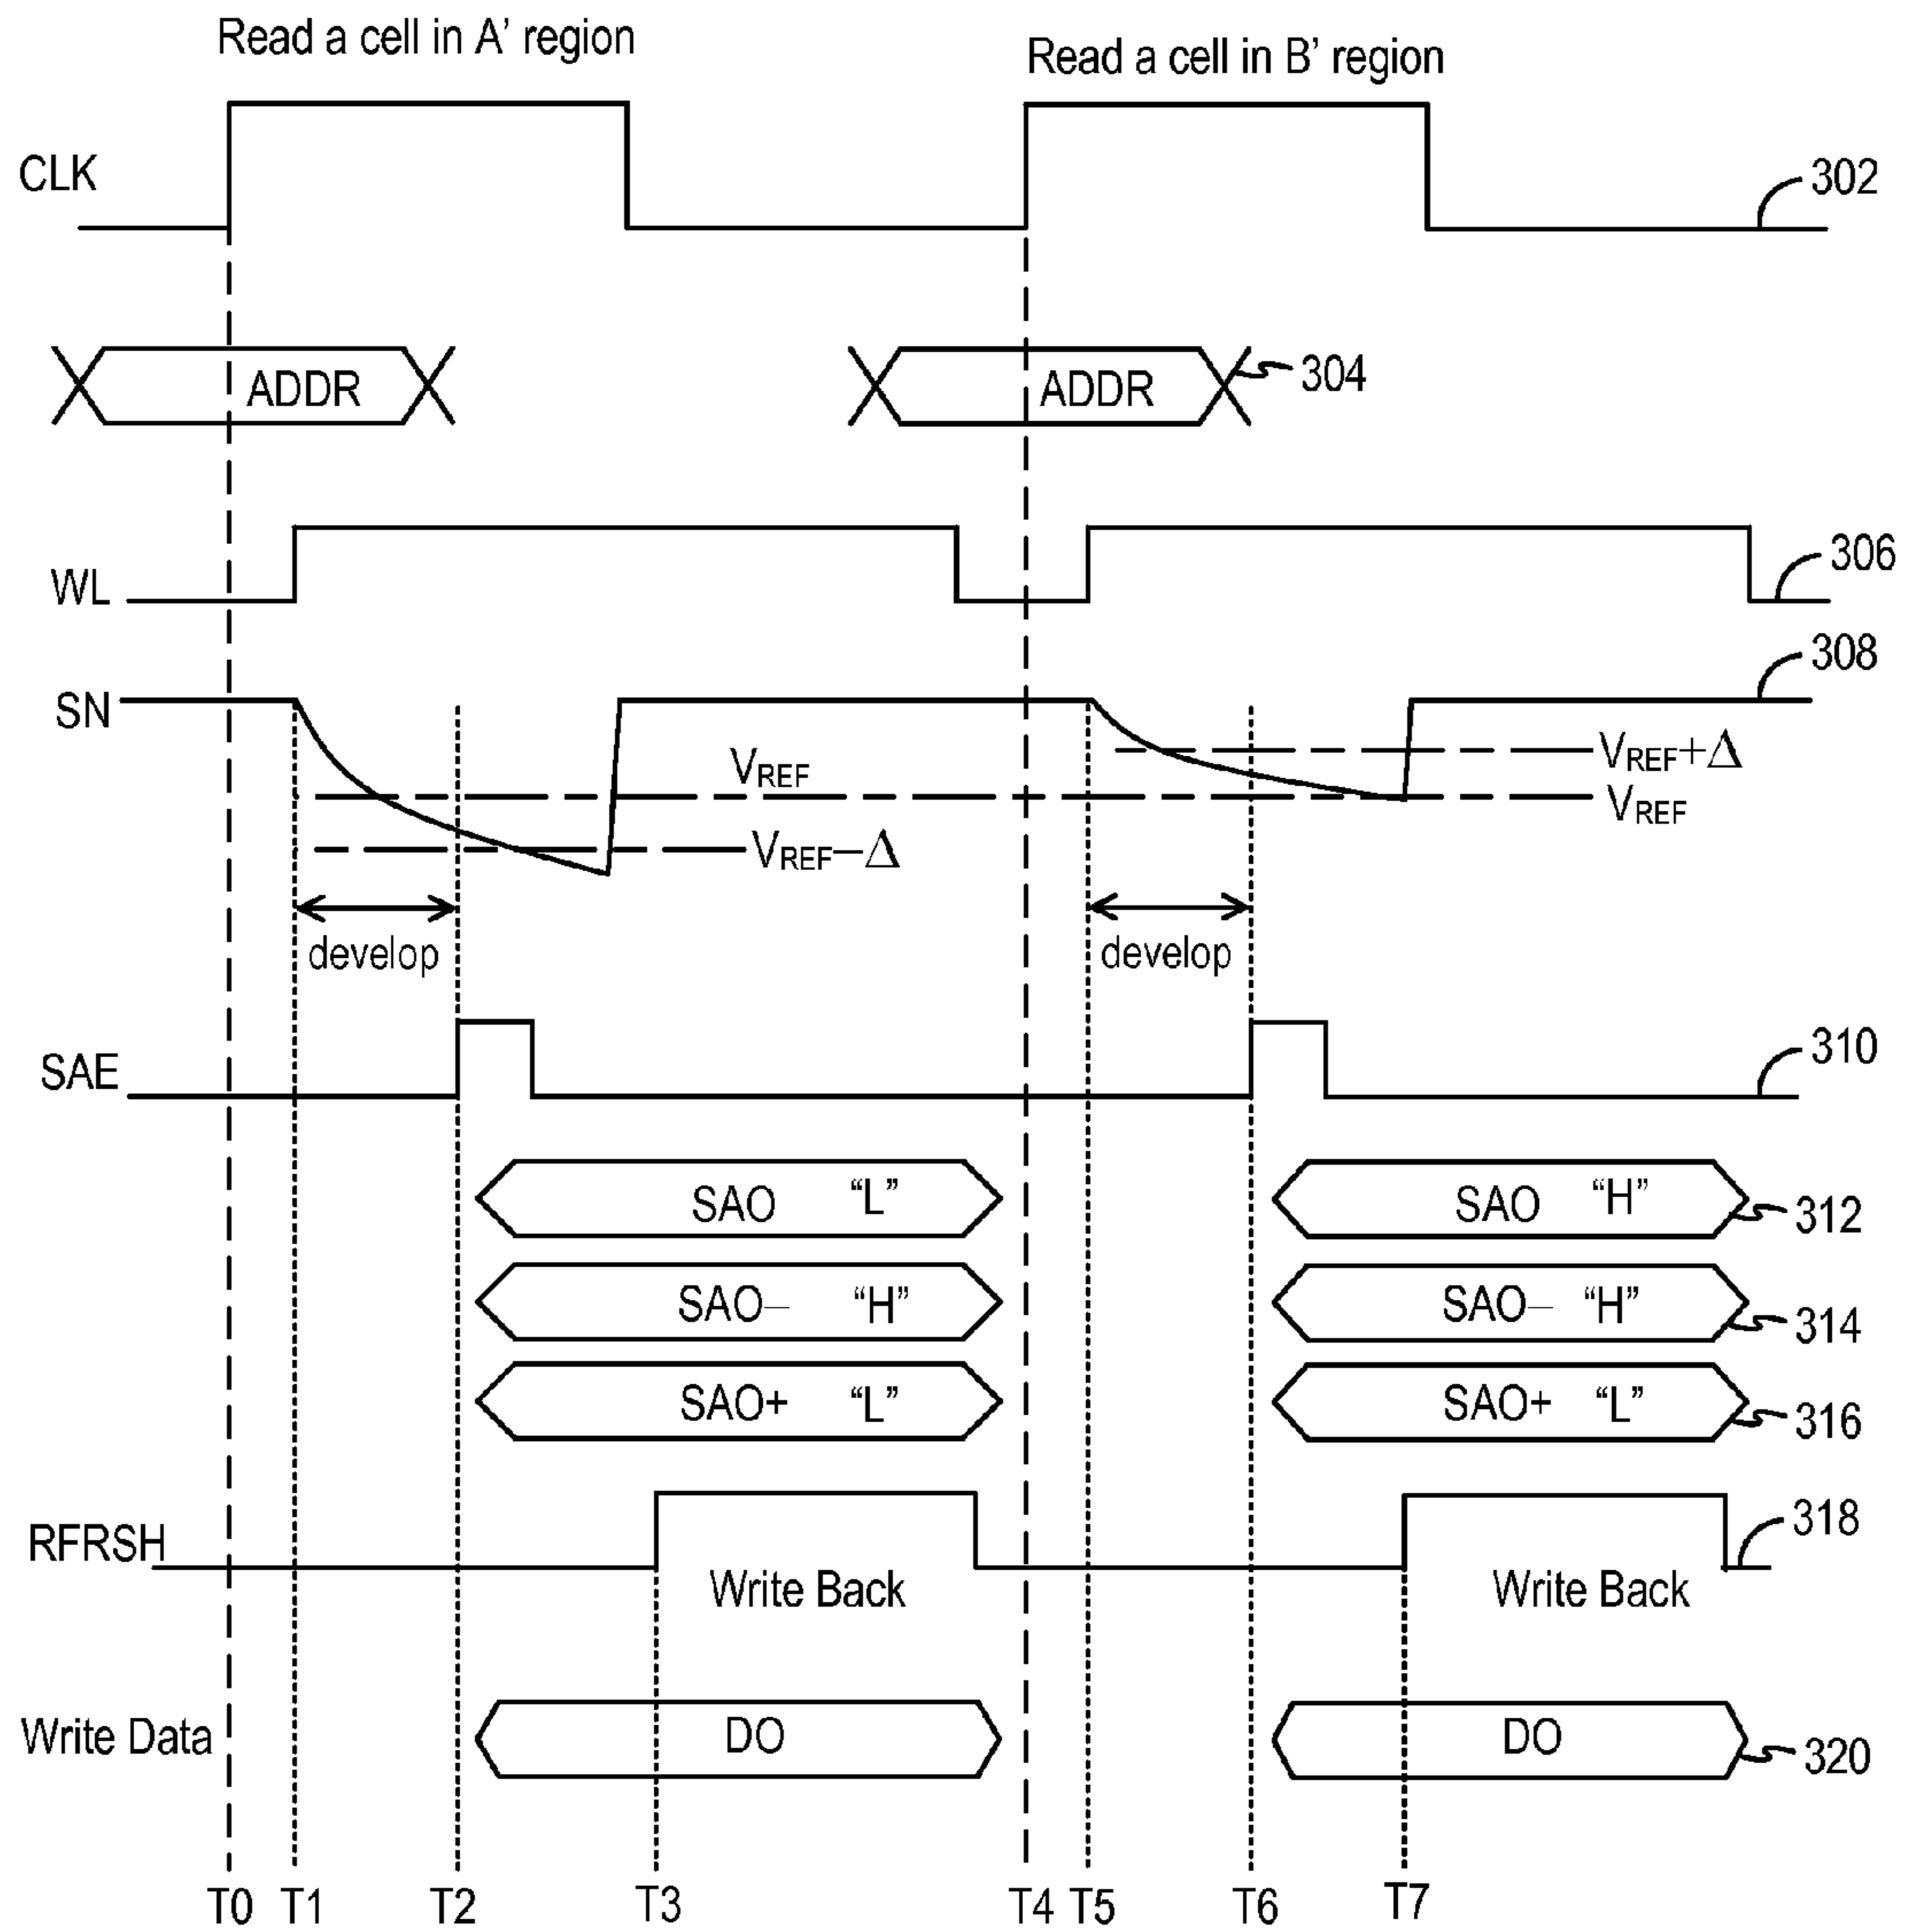 Read a cell in A’ region
Read a cell in B’ region
CLK
302
ADDR
ADDR
304
WL
306
SN
308
VREF
VREF+Δ
VREF
VREF—Δ
develop
develop
SAE
310
SAO “L”
SAO “H”
312
SAO– “H”
SAO– “H”
314
SAO+ “L”
SAO+ “L”
316
RFRSH
318
Write Back
Write Back
Write Data
DO
DO
320
T0 T1 T2 T3 T4 T5 T6 T7